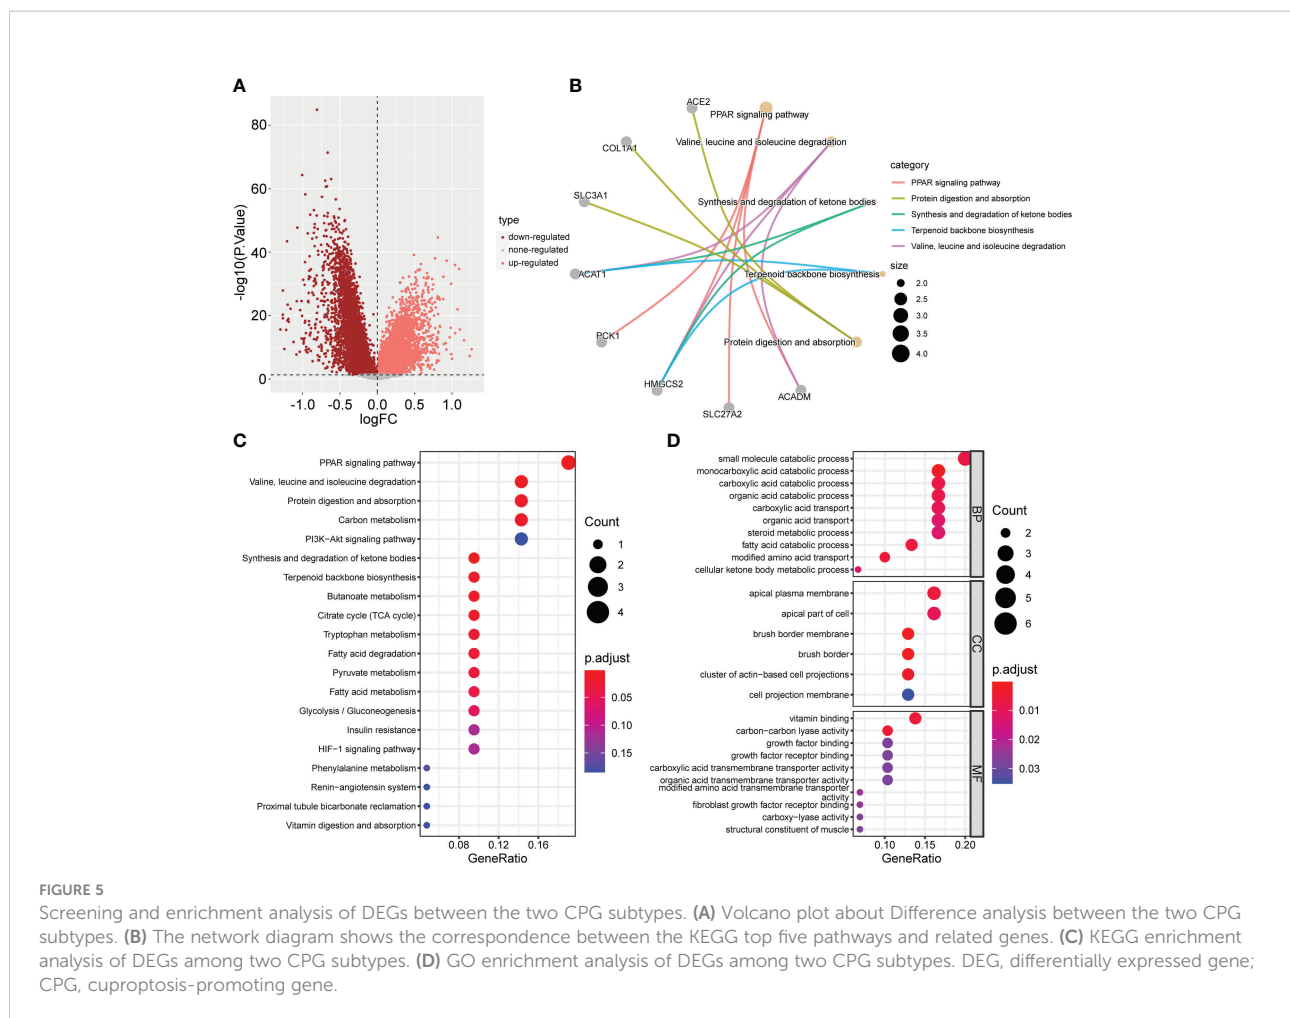 A
80
60
40
20
0
-log10(P.Value)
-1.0 -0.5 0.0 0.5 1.0
logFC
type
down-regulated
none-regulated
up-regulated
B
ACE2
PPAR signaling pathway
COL1A1
Valine, leucine and isoleucine degradation
SLC3A1
Synthesis and degradation of ketone bodies
ACAT1
Terpenoid backbone biosynthesis
PCK1
Protein digestion and absorption
HMGCS2
ACADM
SLC27A2
category
PPAR signaling pathway
Protein digestion and absorption
Synthesis and degradation of ketone bodies
Terpenoid backbone biosynthesis
Valine, leucine and isoleucine degradation
size
2.0
2.5
3.0
3.5
4.0
C
PPAR signaling pathway
Valine, leucine and isoleucine degradation
Protein digestion and absorption
Carbon metabolism
PI3K−Akt signaling pathway
Synthesis and degradation of ketone bodies
Terpenoid backbone biosynthesis
Butanoate metabolism
Citrate cycle (TCA cycle)
Tryptophan metabolism
Fatty acid degradation
Pyruvate metabolism
Fatty acid metabolism
Glycolysis / Gluconeogenesis
Insulin resistance
HIF−1 signaling pathway
Phenylalanine metabolism
Renin−angiotensin system
Proximal tubule bicarbonate reclamation
Vitamin digestion and absorption
0.08 0.12 0.16
GeneRatio
Count
1
2
3
4
p.adjust
0.05
0.10
0.15
D
small molecule catabolic process
monocarboxylic acid catabolic process
carboxylic acid catabolic process
organic acid catabolic process
carboxylic acid transport
organic acid transport
steroid metabolic process
fatty acid catabolic process
modified amino acid transport
cellular ketone body metabolic process
BP
apical plasma membrane
apical part of cell
brush border membrane
brush border
cluster of actin−based cell projections
cell projection membrane
CC
vitamin binding
carbon−carbon lyase activity
growth factor binding
growth factor receptor binding
carboxylic acid transmembrane transporter activity
organic acid transmembrane transporter activity
modified amino acid transmembrane transporter
activity
fibroblast growth factor receptor binding
carboxy−lyase activity
structural constituent of muscle
MF
0.10 0.15 0.20
GeneRatio
Count
2
3
4
5
6
p.adjust
0.01
0.02
0.03
FIGURE 5
Screening and enrichment analysis of DEGs between the two CPG subtypes. (A) Volcano plot about Difference analysis between the two CPG
subtypes. (B) The network diagram shows the correspondence between the KEGG top five pathways and related genes. (C) KEGG enrichment
analysis of DEGs among two CPG subtypes. (D) GO enrichment analysis of DEGs among two CPG subtypes. DEG, differentially expressed gene;
CPG, cuproptosis-promoting gene.